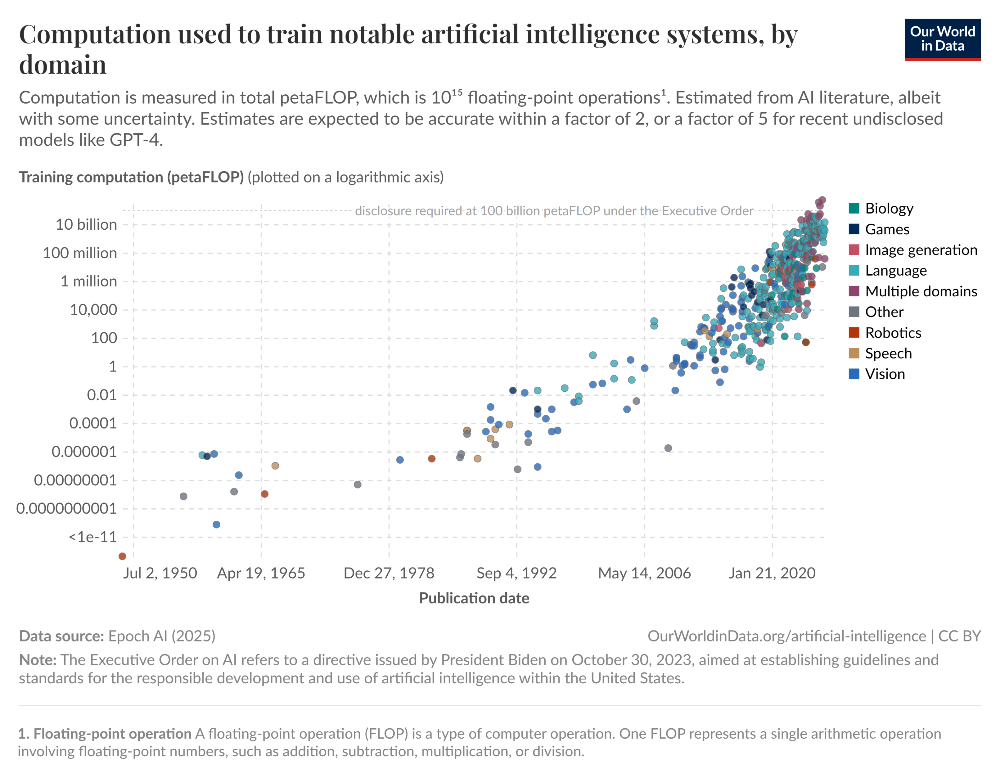 Computation used to train notable artificial intelligence systems, by
domain
Our World
in Data
Computation is measured in total petaFLOP, which is 10¹⁵ floating-point operations¹. Estimated from AI literature, albeit
with some uncertainty. Estimates are expected to be accurate within a factor of 2, or a factor of 5 for recent undisclosed
models like GPT-4.
Training computation (petaFLOP) (plotted on a logarithmic axis)
disclosure required at 100 billion petaFLOP under the Executive Order
10 billion
100 million
1 million
10,000
100
1
0.01
0.0001
0.000001
0.00000001
0.0000000001
<1e-11
Biology
Games
Image generation
Language
Multiple domains
Other
Robotics
Speech
Vision
Jul 2, 1950
Apr 19, 1965
Dec 27, 1978
Sep 4, 1992
May 14, 2006
Jan 21, 2020
Publication date
Data source: Epoch AI (2025)
OurWorldinData.org/artificial-intelligence | CC BY
Note: The Executive Order on AI refers to a directive issued by President Biden on October 30, 2023, aimed at establishing guidelines and
standards for the responsible development and use of artificial intelligence within the United States.
1. Floating-point operation A floating-point operation (FLOP) is a type of computer operation. One FLOP represents a single arithmetic operation
involving floating-point numbers, such as addition, subtraction, multiplication, or division.